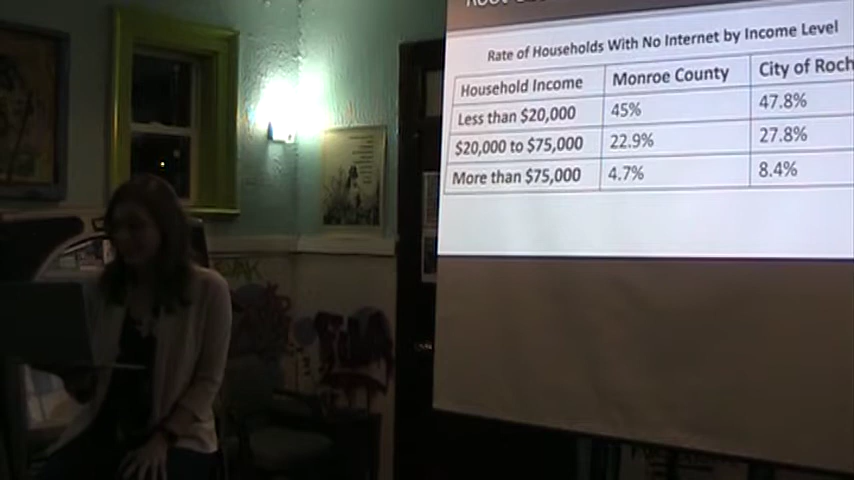 Rate of Households With No Internet by Income Level
Household Income Monroe County City of Roch
Less than $20,000 45% 47.8%
$20,000 to $75,000 22.9% 27.8%
More than $75,000 4.7% 8.4%